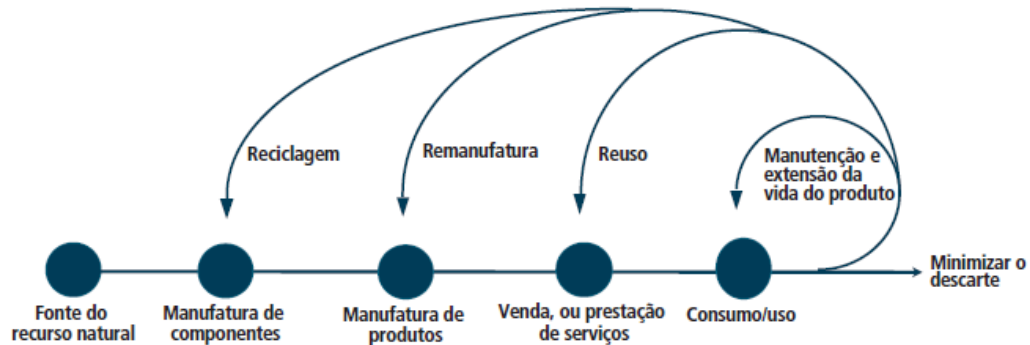 Reciclagem
Remanufatura
Reuso
Manutenção e
extensão da
vida do produto
Minimizar o
descarte
Fonte do
recurso natural
Manufatura de
componentes
Manufatura de
produtos
Venda, ou prestação
de serviços
Consumo/uso